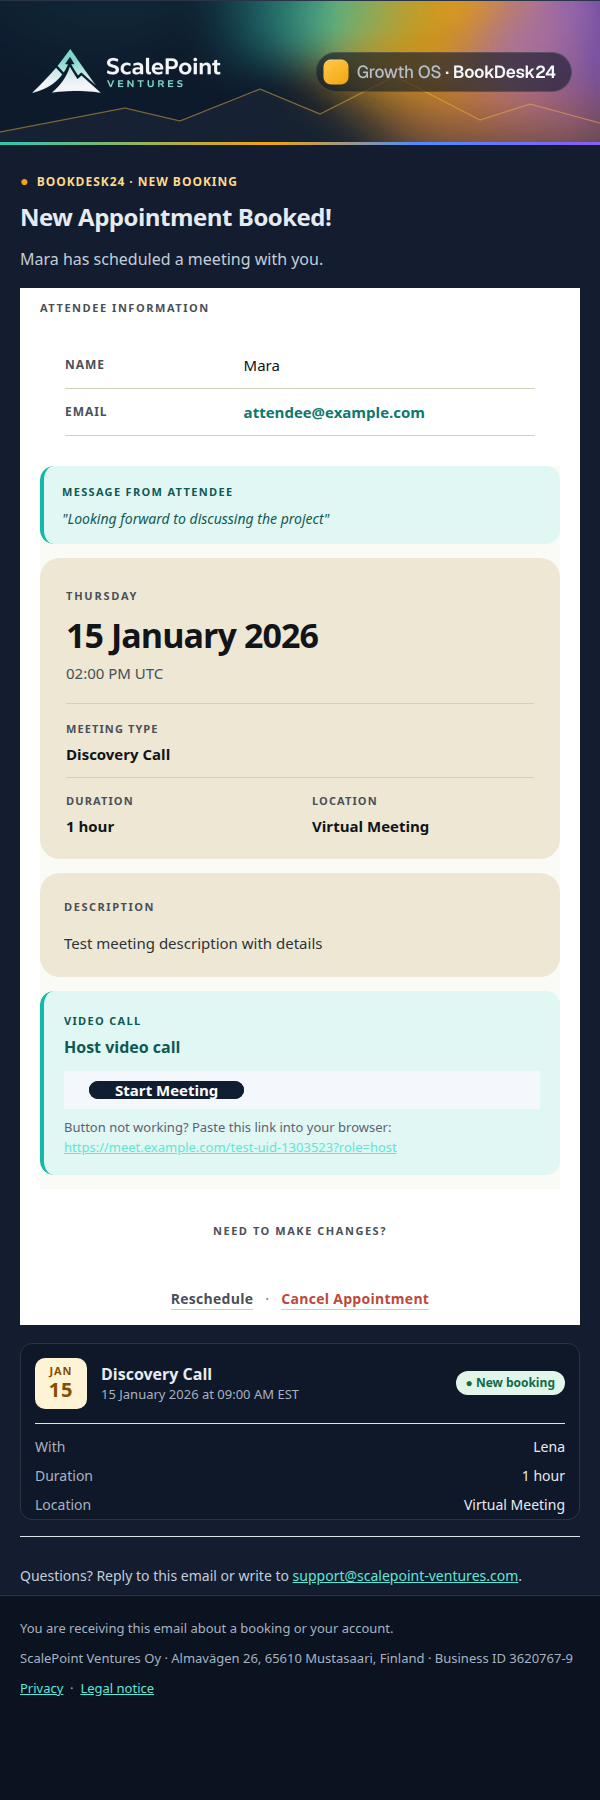 ScalePoint
VENTURES
Growth OS · BookDesk24
● BOOKDESK24 · NEW BOOKING
New Appointment Booked!
Mara has scheduled a meeting with you.
ATTENDEE INFORMATION
NAME Mara
EMAIL attendee@example.com
MESSAGE FROM ATTENDEE
"Looking forward to discussing the project"
THURSDAY
15 January 2026
02:00 PM UTC
MEETING TYPE
Discovery Call
DURATION LOCATION
1 hour Virtual Meeting
DESCRIPTION
Test meeting description with details
VIDEO CALL
Host video call
Start Meeting
Button not working? Paste this link into your browser:
https://meet.example.com/test-uid-1303523?role=host
NEED TO MAKE CHANGES?
Reschedule · Cancel Appointment
JAN
15
Discovery Call
15 January 2026 at 09:00 AM EST
● New booking
With Lena
Duration 1 hour
Location Virtual Meeting
Questions? Reply to this email or write to support@scalepoint-ventures.com.
You are receiving this email about a booking or your account.
ScalePoint Ventures Oy · Almavägen 26, 65610 Mustasaari, Finland · Business ID 3620767-9
Privacy · Legal notice